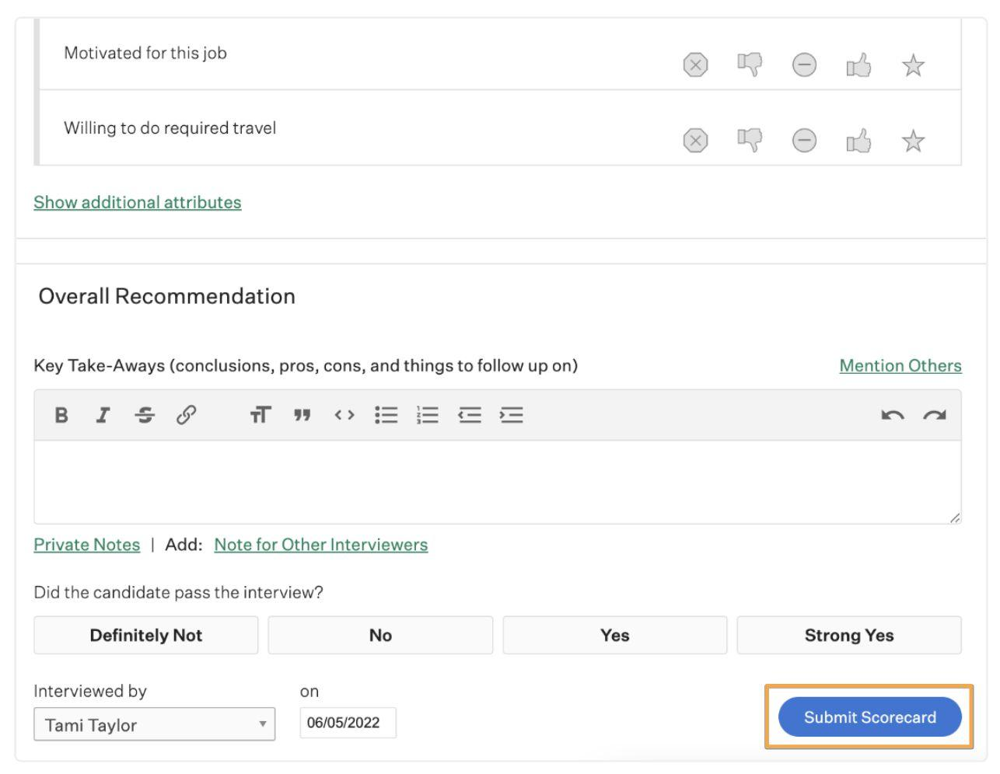 Motivated for this job
Willing to do required travel
Show additional attributes
Overall Recommendation
Key Take-Aways (conclusions, pros, cons, and things to follow up on) Mention Others
Private Notes | Add: Note for Other Interviewers
Did the candidate pass the interview?
Definitely Not No Yes Strong Yes
Interviewed by on
Tami Taylor 06/05/2022 Submit Scorecard